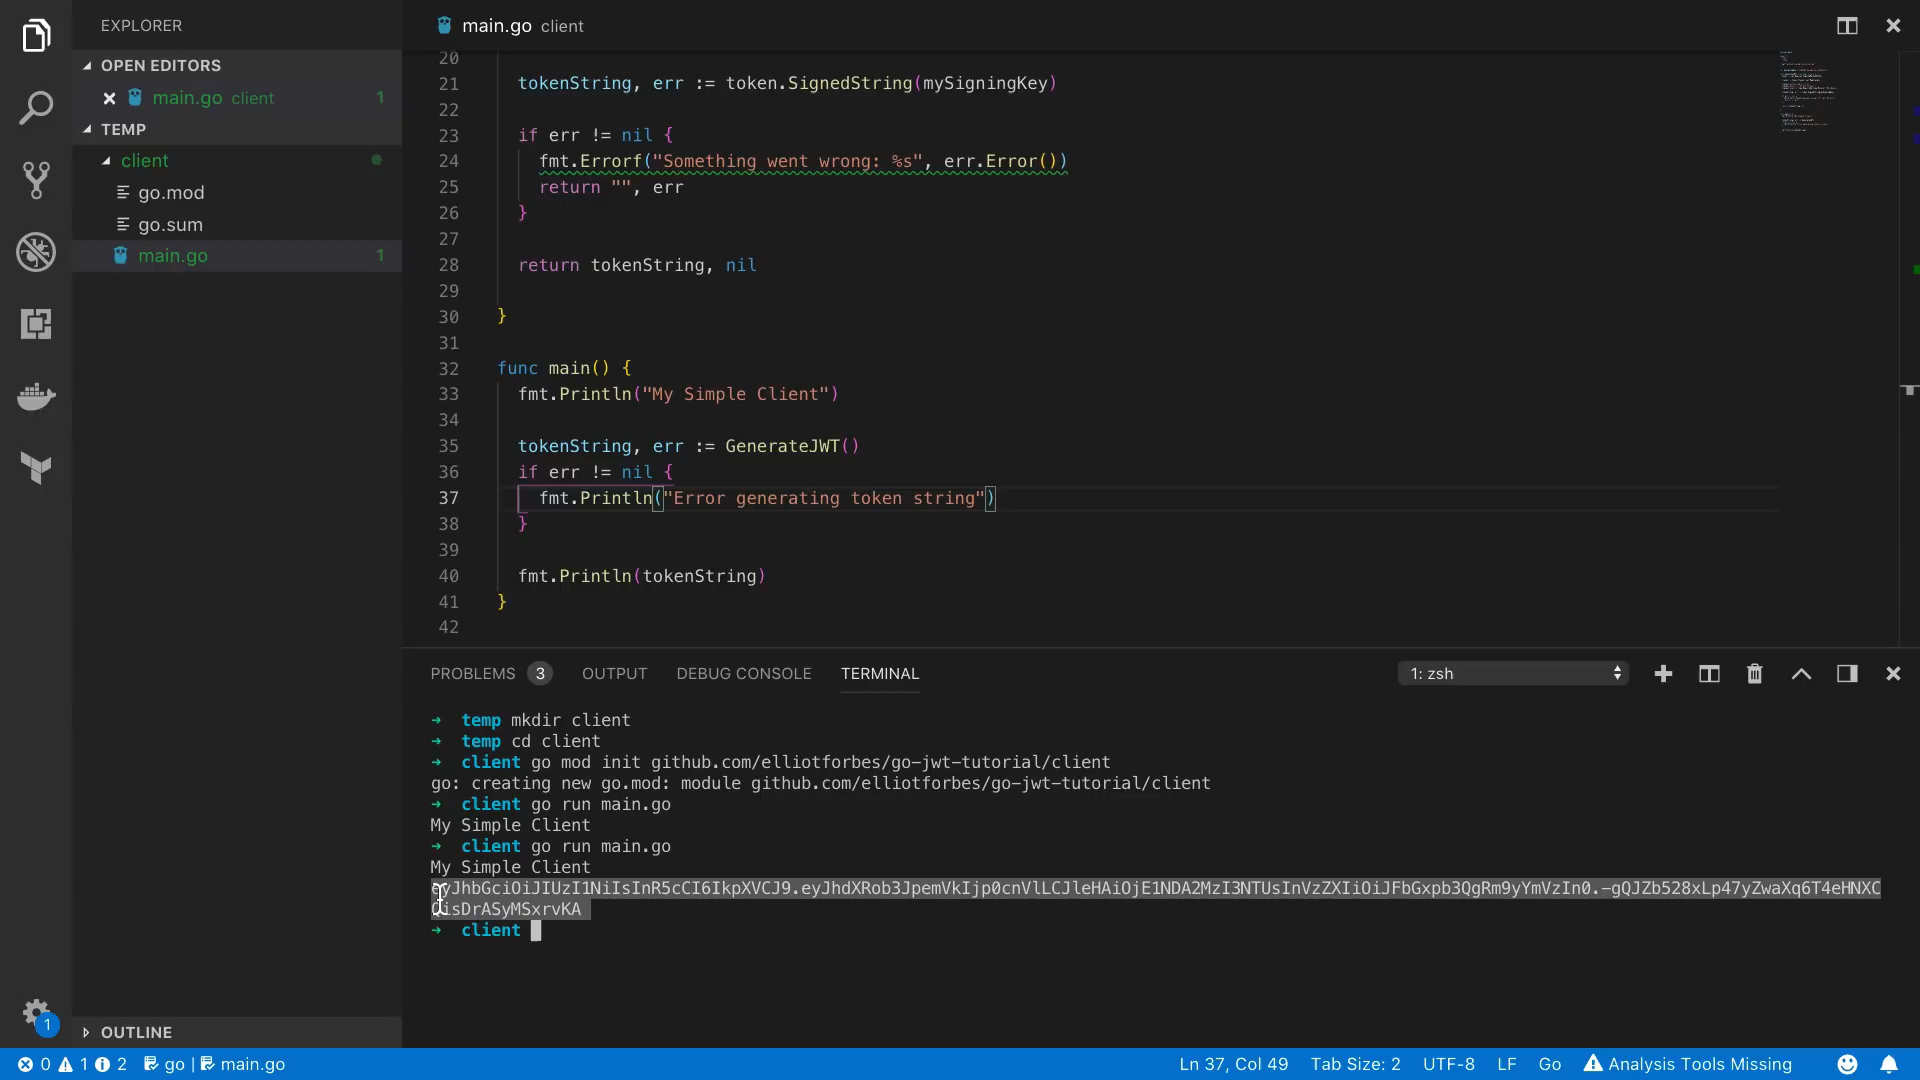 EXPLORER
OPEN EDITORS
main.go client 1
TEMP
client
go.mod
go.sum
main.go 1
OUTLINE
1
main.go client
20
21 tokenString, err := token.SignedString(mySigningKey)
22
23 if err != nil {
24 fmt.Errorf("Something went wrong: %s", err.Error())
25 return "", err
26 }
27
28 return tokenString, nil
29
30 }
31
32 func main() {
33 fmt.Println("My Simple Client")
34
35 tokenString, err := GenerateJWT()
36 if err != nil {
37 fmt.Println("Error generating token string")
38 }
39
40 fmt.Println(tokenString)
41 }
42
PROBLEMS 3 OUTPUT DEBUG CONSOLE TERMINAL 1: zsh
➜ temp mkdir client
➜ temp cd client
➜ client go mod init github.com/elliotforbes/go-jwt-tutorial/client
go: creating new go.mod: module github.com/elliotforbes/go-jwt-tutorial/client
➜ client go run main.go
My Simple Client
➜ client go run main.go
My Simple Client
eyJhbGciOiJIUzI1NiIsInR5cCI6IkpXVCJ9.eyJhdXRob3JpemVkIjp0cnVlLCJleHAiOjE1NDA2MzI3NTUsInVzZXIiOiJFbGxpb3QgRm9yYmVzIn0.-gQJZb528xLp47yZwaXq6T4eHNXC
QisDrASyMSxrvKA
➜ client
0 1 2 go | main.go Ln 37, Col 49 Tab Size: 2 UTF-8 LF Go Analysis Tools Missing